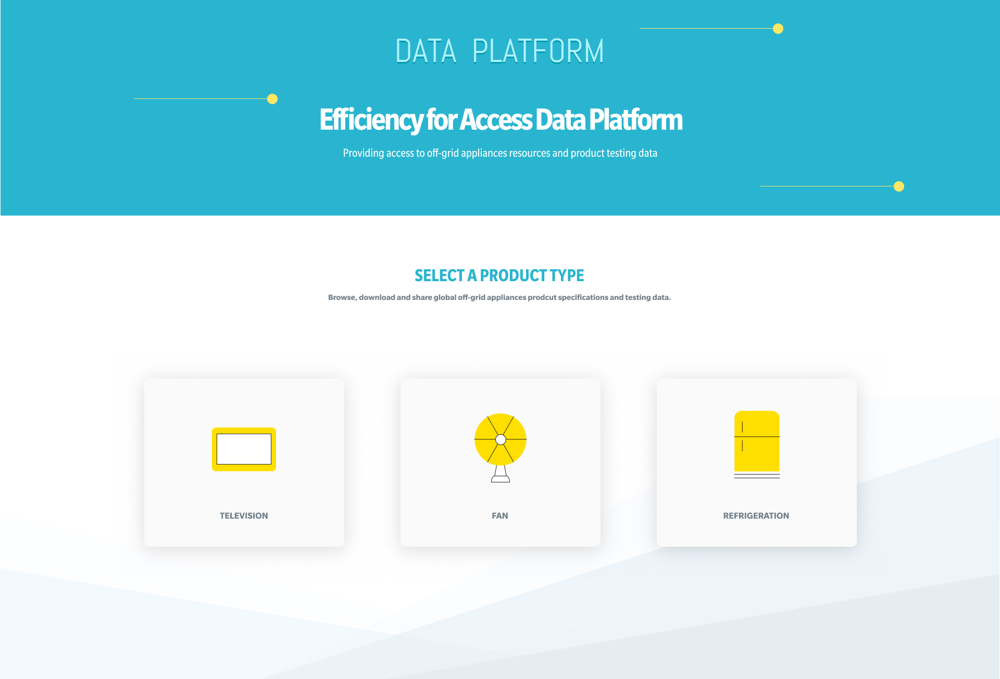 DATA PLATFORM
Efficiency for Access Data Platform
Providing access to off-grid appliances resources and product testing data
SELECT A PRODUCT TYPE
Browse, download and share global off-grid appliances prodcut specifications and testing data.
TELEVISION
FAN
REFRIGERATION